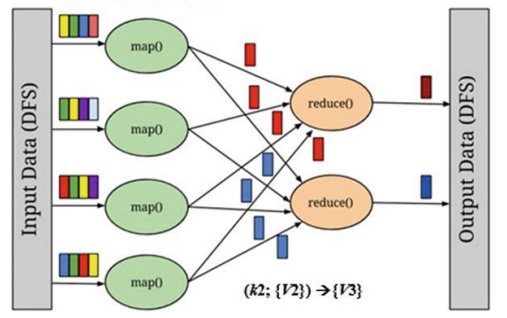 Input Data (DFS)
map()
map()
map()
map()
reduce()
reduce()
(k2; {V2}) → {V3}
Output Data (DFS)